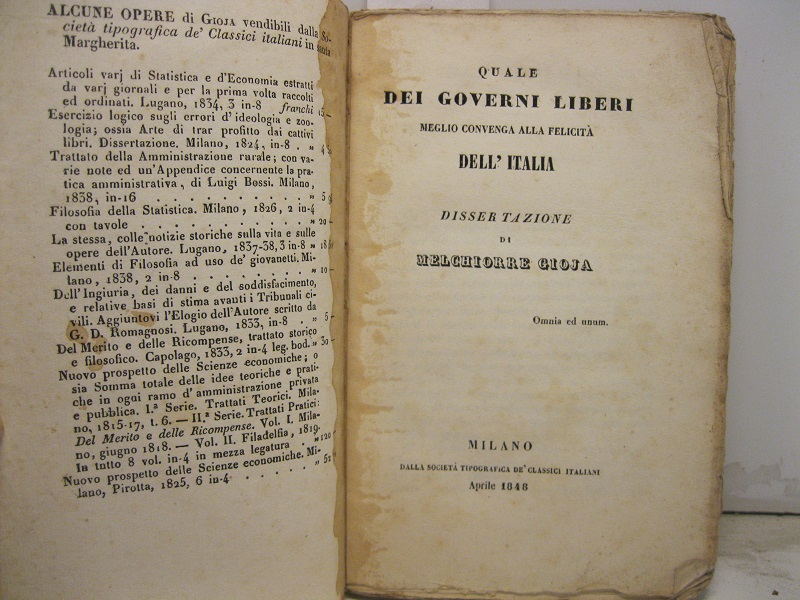 ALCUNE OPERE di GIOJA vendibili dalla So-
cietà tipografica de' Classici italiani in
Margherita.
Articoli varj di Statistica e d'Economia estratti
da varj giornali e per la prima volta raccolti
ed ordinati. Lugano, 1834, 3 in-8 franchi 15 –
Esercizio logico sugli errori d'ideologia e zoo-
logia; ossia Arte di trar profitto dai cattivi
libri. Dissertazione. Milano, 1824, in-8 . „ 4
Trattato della Amministrazione rurale; con va-
rie note ed un'Appendice concernente la pra-
tica amministrativa, di Luigi Bossi. Milano,
1838, in-16 . . . . . . . . . „ 5
Filosofia della Statistica. Milano, 1826, 2 in-4
con tavole . . . . . . . . . . „ 20 –
La stessa, colle notizie storiche sulla vita e sulle
opere dell'Autore. Lugano, 1837-38, 3 in-8 „ 18
Elementi di Filosofia ad uso de' giovanetti. Mi-
lano, 1838, 2 in-8 . . . . . . . „ 10 –
Dell'Ingiuria, dei danni e del soddisfacimento,
e relative basi di stima avanti i Tribunali ci-
vili. Aggiuntovi l'Elogio dell'Autore scritto da
G. D. Romagnosi. Lugano, 1833, in-8 . „ 5 –
Del Merito e delle Ricompense, trattato storico
e filosofico. Capolago, 1833, 2 in-4 leg. bod. „ 30
Nuovo prospetto delle Scienze economiche; o
sia Somma totale delle idee teoriche e prati-
che in ogni ramo d'amministrazione privata
e pubblica. I.ª Serie. Trattati Teorici. Mila-
no, 1815-17, t. 6. — II.ª Serie. Trattati Pratici:
Del Merito e delle Ricompense. Vol. I. Mila-
no, giugno 1818. — Vol. II. Filadelfia, 1819.
In tutto 8 vol. in-4 in mezza legatura . „ 120 –
Nuovo prospetto delle Scienze economiche. Mi-
lano, Pirotta, 1825, 6 in-4 . . . . . „ 52
QUALE
DEI GOVERNI LIBERI
MEGLIO CONVENGA ALLA FELICITÀ
DELL' ITALIA
DISSERTAZIONE
DI
MELCHIORRE GIOJA
Omnia ed unum.
MILANO
DALLA SOCIETÀ TIPOGRAFICA DE' CLASSICI ITALIANI
Aprile 1848